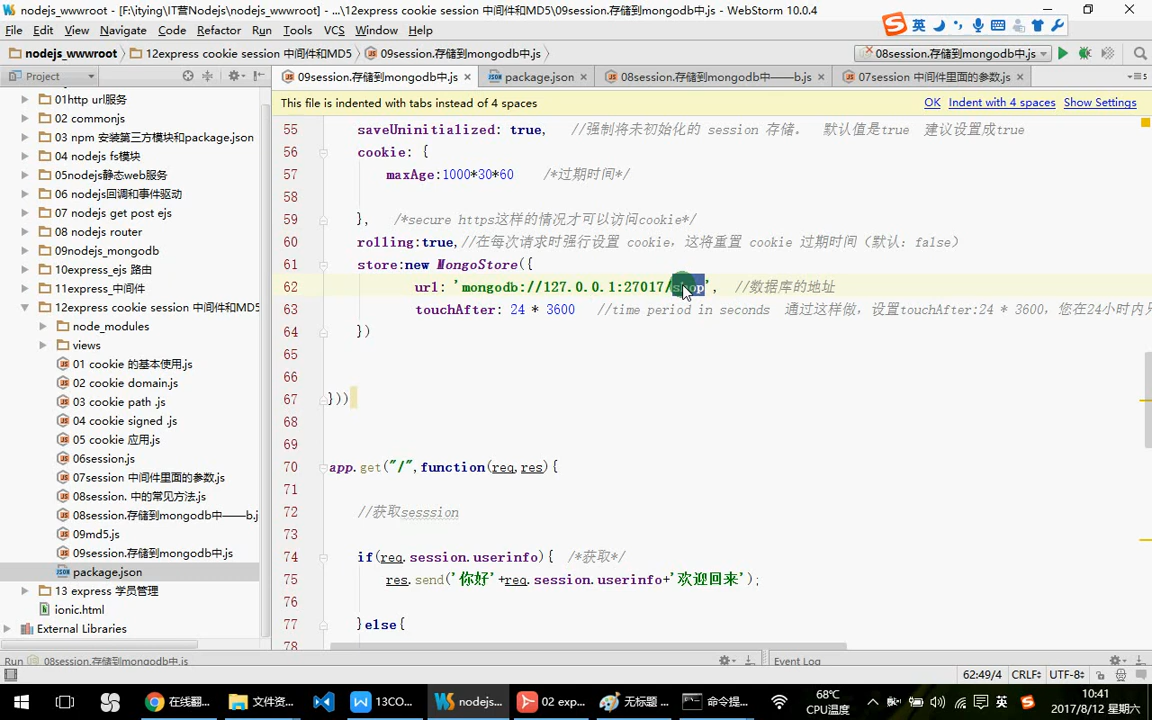 nodejs_wwwroot - [F:\itying\IT营Nodejs\nodejs_wwwroot] - ...\12express cookie session 中间件和MD5\09session.存储到mongodb中.js - WebStorm 10.0.4
File Edit View Navigate Code Refactor Run Tools VCS Window Help
英
nodejs_wwwroot 12express cookie session 中间件和MD5 09session.存储到mongodb中.js
08session.存储到mongodb中.js
Project
09session.存储到mongodb中.js package.json 08session.存储到mongodb中——b.js 07session 中间件里面的参数.js
This file is indented with tabs instead of 4 spaces OK Indent with 4 spaces Show Settings
01http url服务
02 commonjs
03 npm 安装第三方模块和package.json
04 nodejs fs模块
05nodejs静态web服务
06 nodejs回调和事件驱动
07 nodejs get post ejs
08 nodejs router
09nodejs_mongodb
10express_ejs 路由
11express_中间件
12express cookie session 中间件和MD5
node_modules
views
01 cookie 的基本使用.js
02 cookie domain.js
03 cookie path .js
04 cookie signed .js
05 cookie 应用.js
06session.js
07session 中间件里面的参数.js
08session. 中的常见方法.js
08session.存储到mongodb中——b.js
09md5.js
09session.存储到mongodb中.js
package.json
13 express 学员管理
ionic.html
External Libraries
55 saveUninitialized: true, //强制将未初始化的 session 存储。 默认值是true 建议设置成true
56 cookie: {
57 maxAge:1000*30*60 /*过期时间*/
58
59 }, /*secure https这样的情况才可以访问cookie*/
60 rolling:true,//在每次请求时强行设置 cookie，这将重置 cookie 过期时间（默认：false）
61 store:new MongoStore({
62 url: 'mongodb://127.0.0.1:27017/shop', //数据库的地址
63 touchAfter: 24 * 3600 //time period in seconds 通过这样做，设置touchAfter:24 * 3600，您在24小时内只
64 })
65
66
67 }))
68
69
70 app.get("/",function(req,res){
71
72 //获取sesssion
73
74 if(req.session.userinfo){ /*获取*/
75 res.send('你好'+req.session.userinfo+'欢迎回来');
76
77 }else{
78
Run 08session.存储到mongodb中.js Event Log
62:49/4 CRLF UTF-8
在线翻... 文件资... 13CO... nodejs... 02 exp... 无标题 ... 命令提... 68℃ CPU温度 英 10:41 2017/8/12 星期六